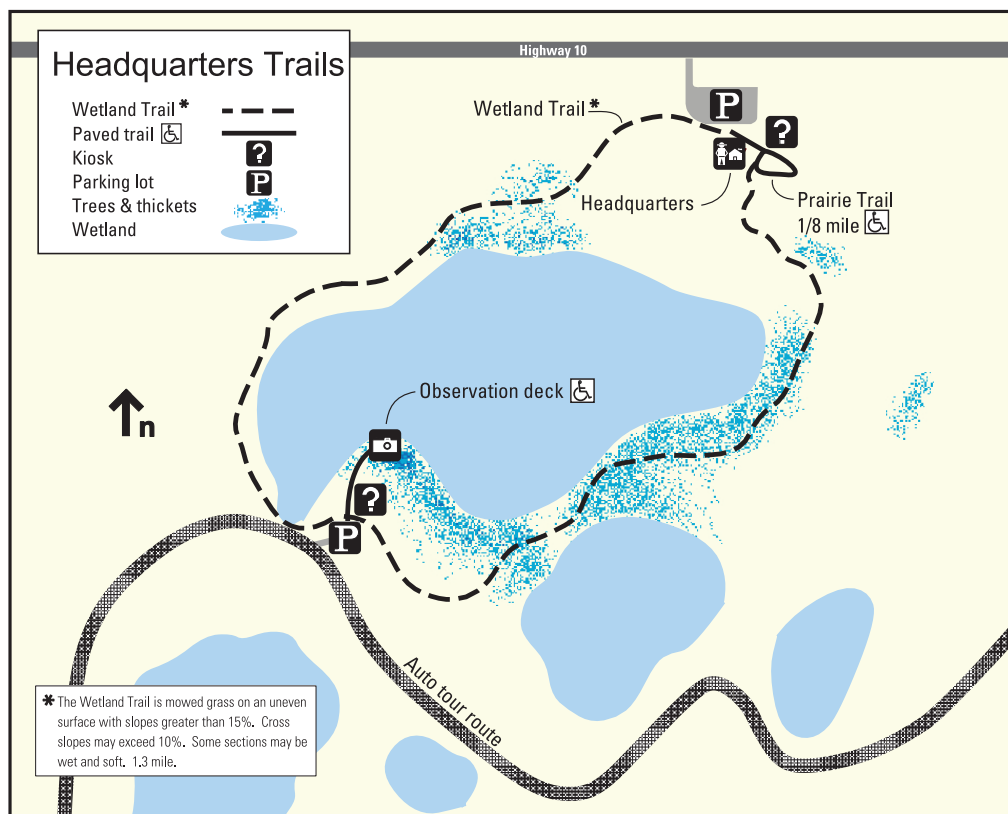 Highway 10
Headquarters Trails
Wetland Trail *
Paved trail
Kiosk
?
Parking lot
P
Trees & thickets
Wetland
Wetland Trail *
P
?
Headquarters
Prairie Trail
1/8 mile
Observation deck
n
?
P
Auto tour route
* The Wetland Trail is mowed grass on an uneven
surface with slopes greater than 15%. Cross
slopes may exceed 10%. Some sections may be
wet and soft. 1.3 mile.